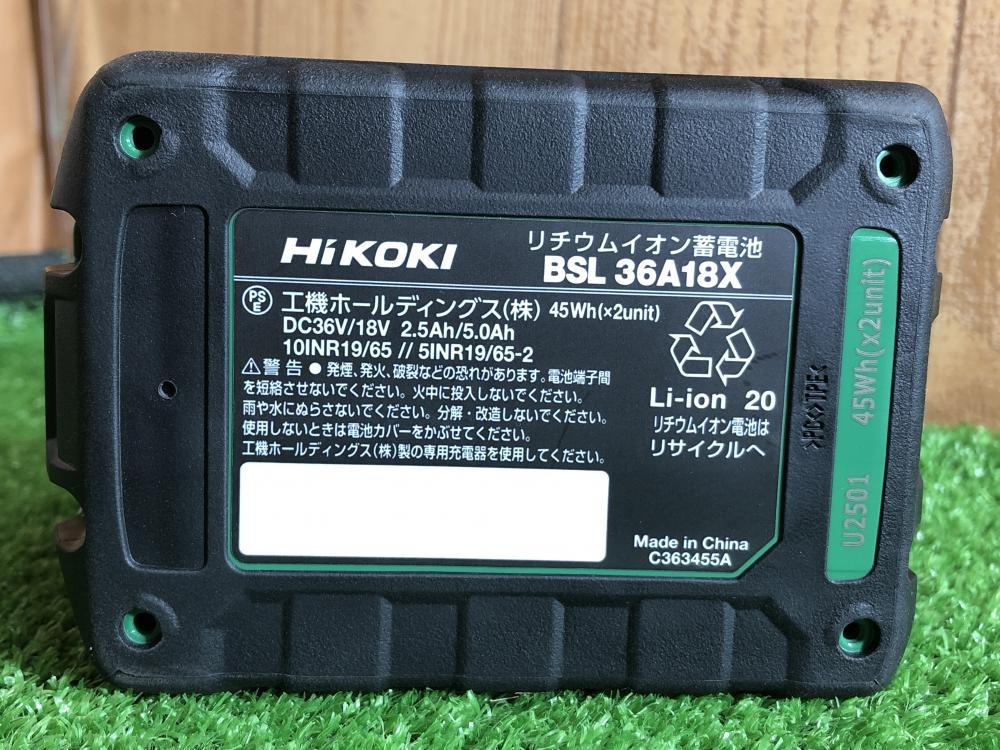 HiKOKI
リチウムイオン蓄電池
BSL 36A18X
PSE
工機ホールディングス(株) 45Wh(×2unit)
DC36V/18V 2.5Ah/5.0Ah
10INR19/65 // 5INR19/65-2
⚠警告 ●発煙、発火、破裂などの恐れがあります。電池端子間
を短絡させないでください。火中に投入しないでください。
雨や水にぬらさないでください。分解・改造しないでください。
使用しないときは電池カバーをかぶせてください。
工機ホールディングス(株)製の専用充電器を使用してください。
Li-ion 20
リチウムイオン電池は
リサイクルへ
Made in China
C363455A
>PC<>TPE<
U2501 45Wh(x2unit)